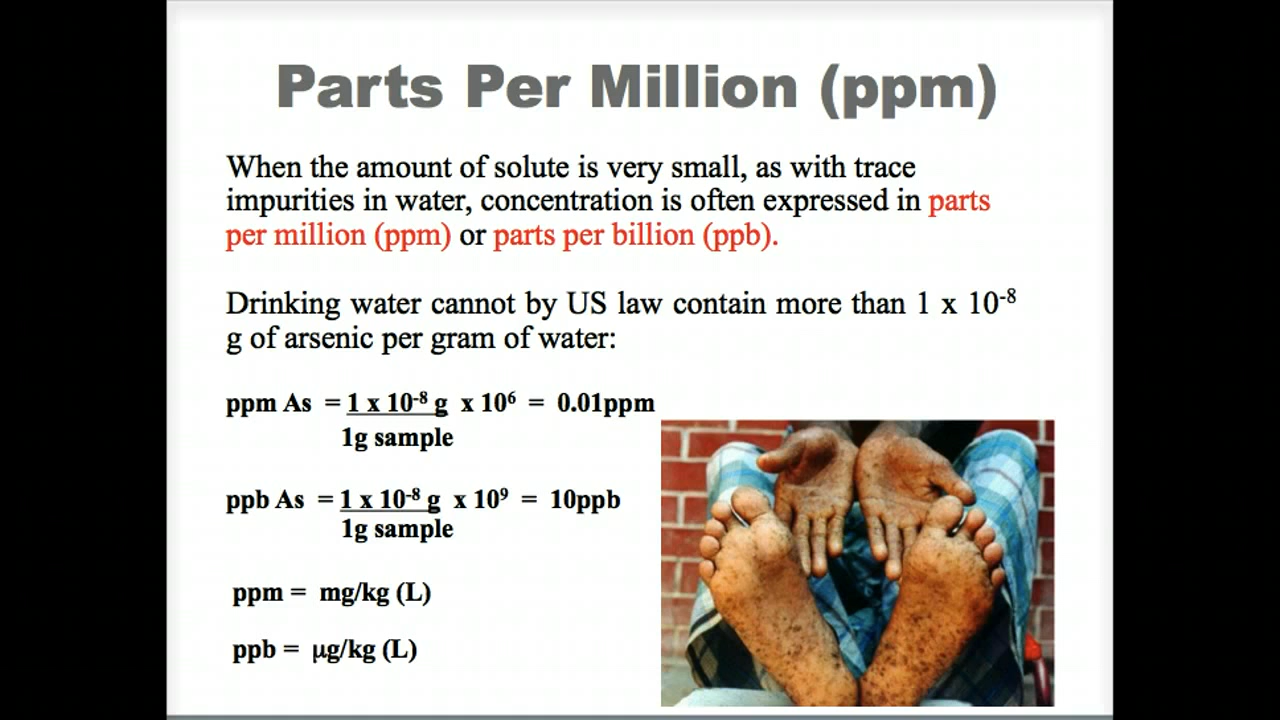 Parts Per Million (ppm)
When the amount of solute is very small, as with trace
impurities in water, concentration is often expressed in parts
per million (ppm) or parts per billion (ppb).
Drinking water cannot by US law contain more than 1 x 10⁻⁸
g of arsenic per gram of water:
ppm As = 1 x 10⁻⁸ g x 10⁶ = 0.01ppm
1g sample
ppb As = 1 x 10⁻⁸ g x 10⁹ = 10ppb
1g sample
ppm = mg/kg (L)
ppb = µg/kg (L)